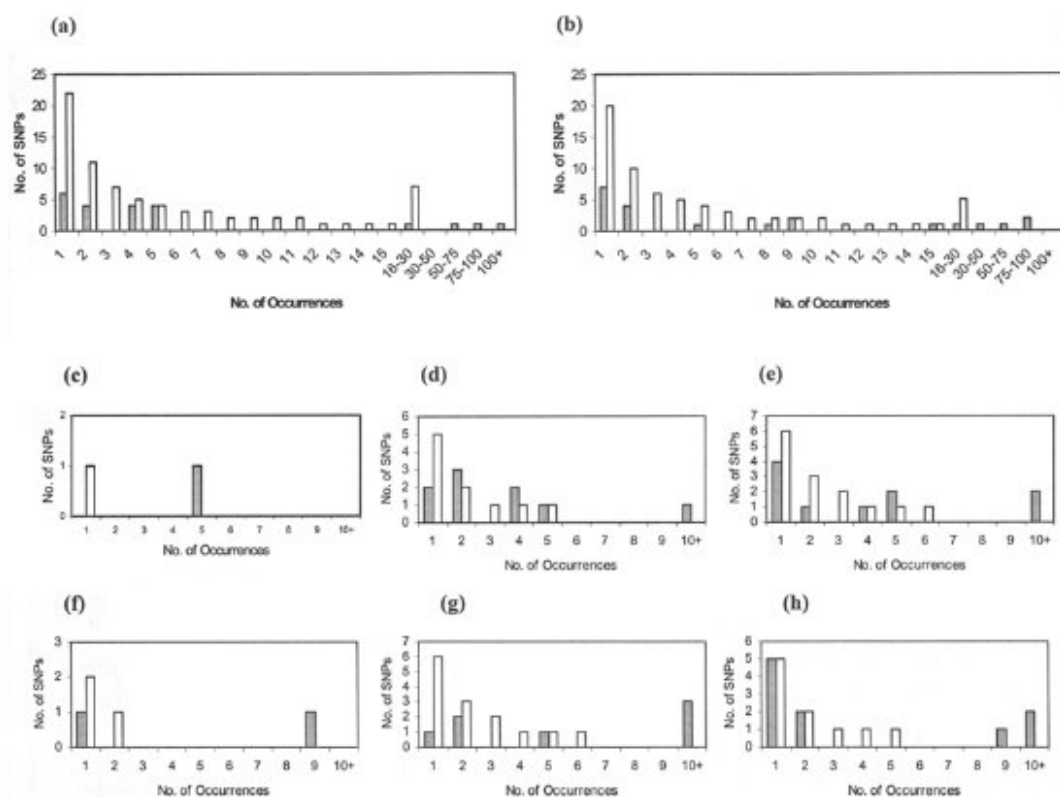 (a)
(b)
25
20
15
10
5
0
No. of SNPs
1 2 3 4 5 6 7 8 9 10 11 12 13 14 15 16-30 30-50 50-75 75-100 100+
No. of Occurrences
25
20
15
10
5
0
No. of SNPs
1 2 3 4 5 6 7 8 9 10 11 12 13 14 15 16-30 30-50 50-75 75-100 100+
No. of Occurrences
(c)
(d)
(e)
2
1
0
No. of SNPs
1 2 3 4 5 6 7 8 9 10+
No. of Occurrences
6
5
4
3
2
1
0
No. of SNPs
1 2 3 4 5 6 7 8 9 10+
No. of Occurrences
7
6
5
4
3
2
1
0
No. of SNPs
1 2 3 4 5 6 7 8 9 10+
No. of Occurrences
(f)
(g)
(h)
3
2
1
0
No. of SNPs
1 2 3 4 5 6 7 8 9 10+
No. of Occurrences
7
6
5
4
3
2
1
0
No. of SNPs
1 2 3 4 5 6 7 8 9 10+
No. of Occurrences
6
5
4
3
2
1
0
No. of SNPs
1 2 3 4 5 6 7 8 9 10+
No. of Occurrences